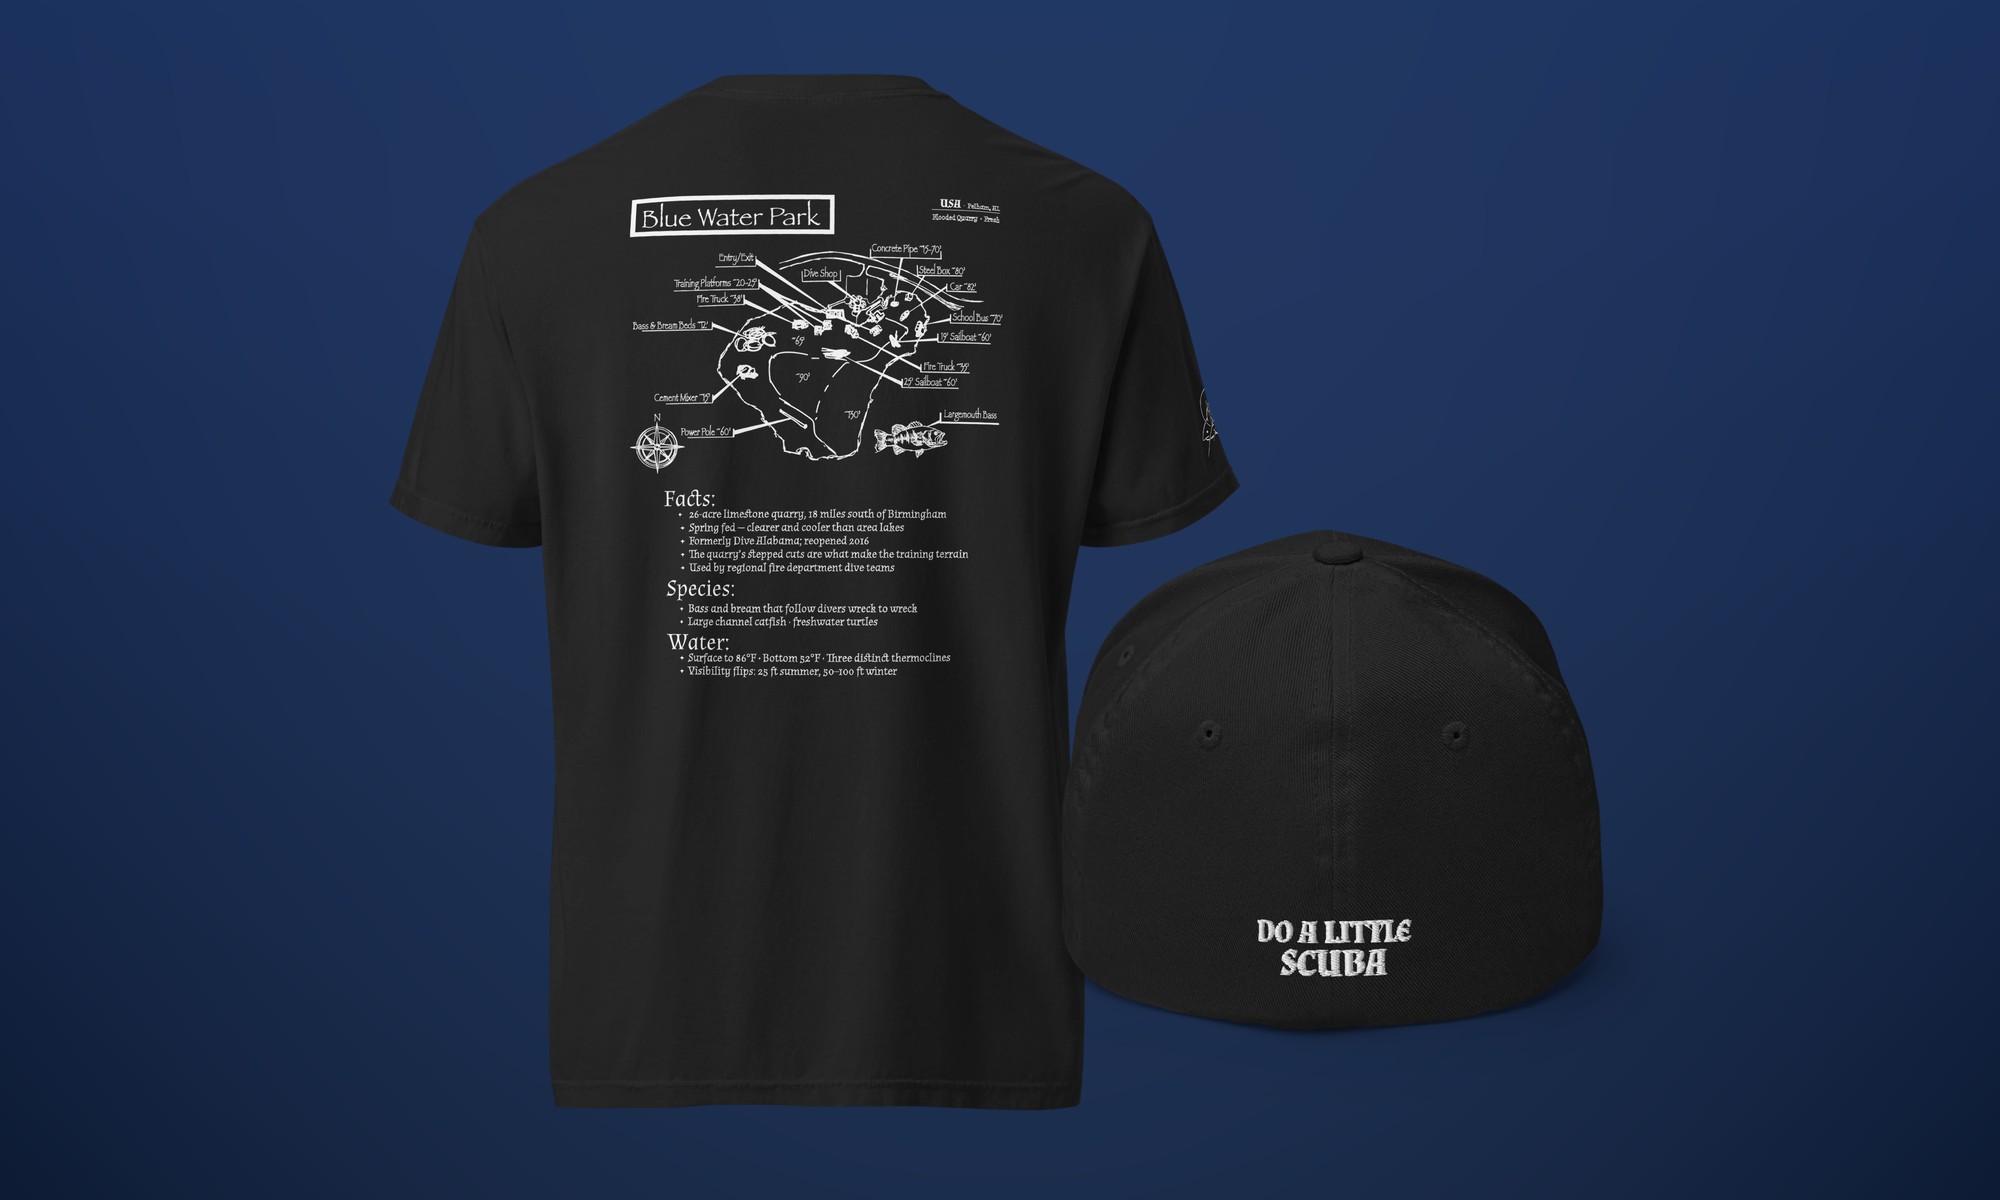 Blue Water Park
USA · Pelham, AL
Flooded Quarry · Fresh
Concrete Pipe ~15-70'
Entry/Exit
Dive Shop
Steel Box ~80'
Training Platforms ~20-25'
Car ~82'
Fire Truck ~38'
School Bus ~70'
Bass & Bream Beds ~12'
19' Sailboat ~60'
~65'
Fire Truck ~35'
~90'
25' Sailboat ~60'
Cement Mixer ~15'
~130'
Largemouth Bass
N
Power Pole ~60'
Facts:
26-acre limestone quarry, 18 miles south of Birmingham
Spring fed – clearer and cooler than area lakes
Formerly Dive Alabama; reopened 2016
The quarry's stepped cuts are what make the training terrain
Used by regional fire department dive teams
Species:
Bass and bream that follow divers wreck to wreck
Large channel catfish · freshwater turtles
Water:
Surface to 86°F · Bottom 52°F · Three distinct thermoclines
Visibility flips: 25 ft summer, 50–100 ft winter
DO A LITTLE
SCUBA